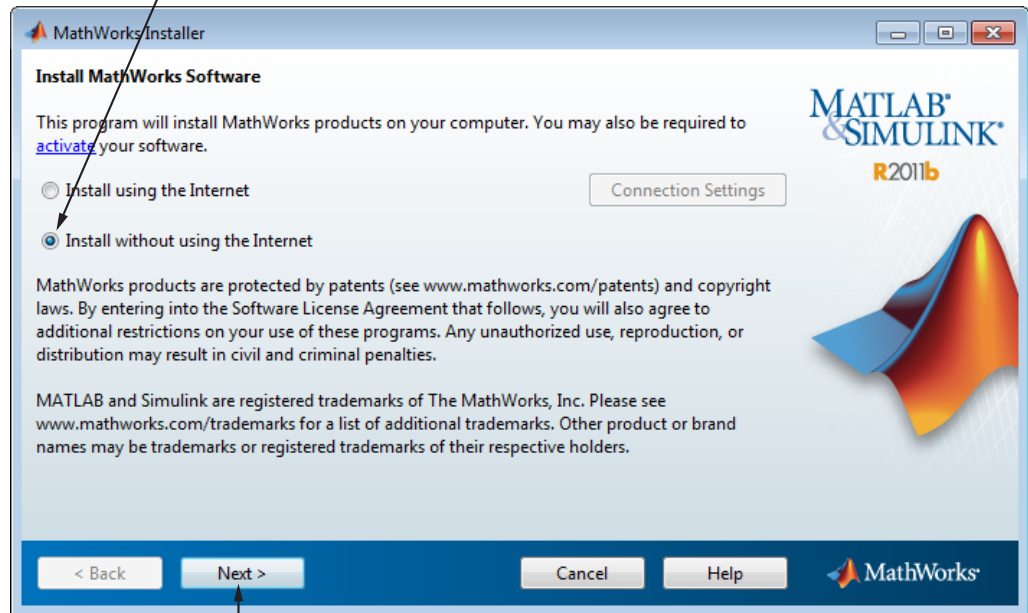 MathWorks Installer
Install MathWorks Software
MATLAB®
&SIMULINK®
R2011b
This program will install MathWorks products on your computer. You may also be required to
activate your software.
Install using the Internet
Connection Settings
Install without using the Internet
MathWorks products are protected by patents (see www.mathworks.com/patents) and copyright
laws. By entering into the Software License Agreement that follows, you will also agree to
additional restrictions on your use of these programs. Any unauthorized use, reproduction, or
distribution may result in civil and criminal penalties.
MATLAB and Simulink are registered trademarks of The MathWorks, Inc. Please see
www.mathworks.com/trademarks for a list of additional trademarks. Other product or brand
names may be trademarks or registered trademarks of their respective holders.
< Back
Next >
Cancel
Help
MathWorks®